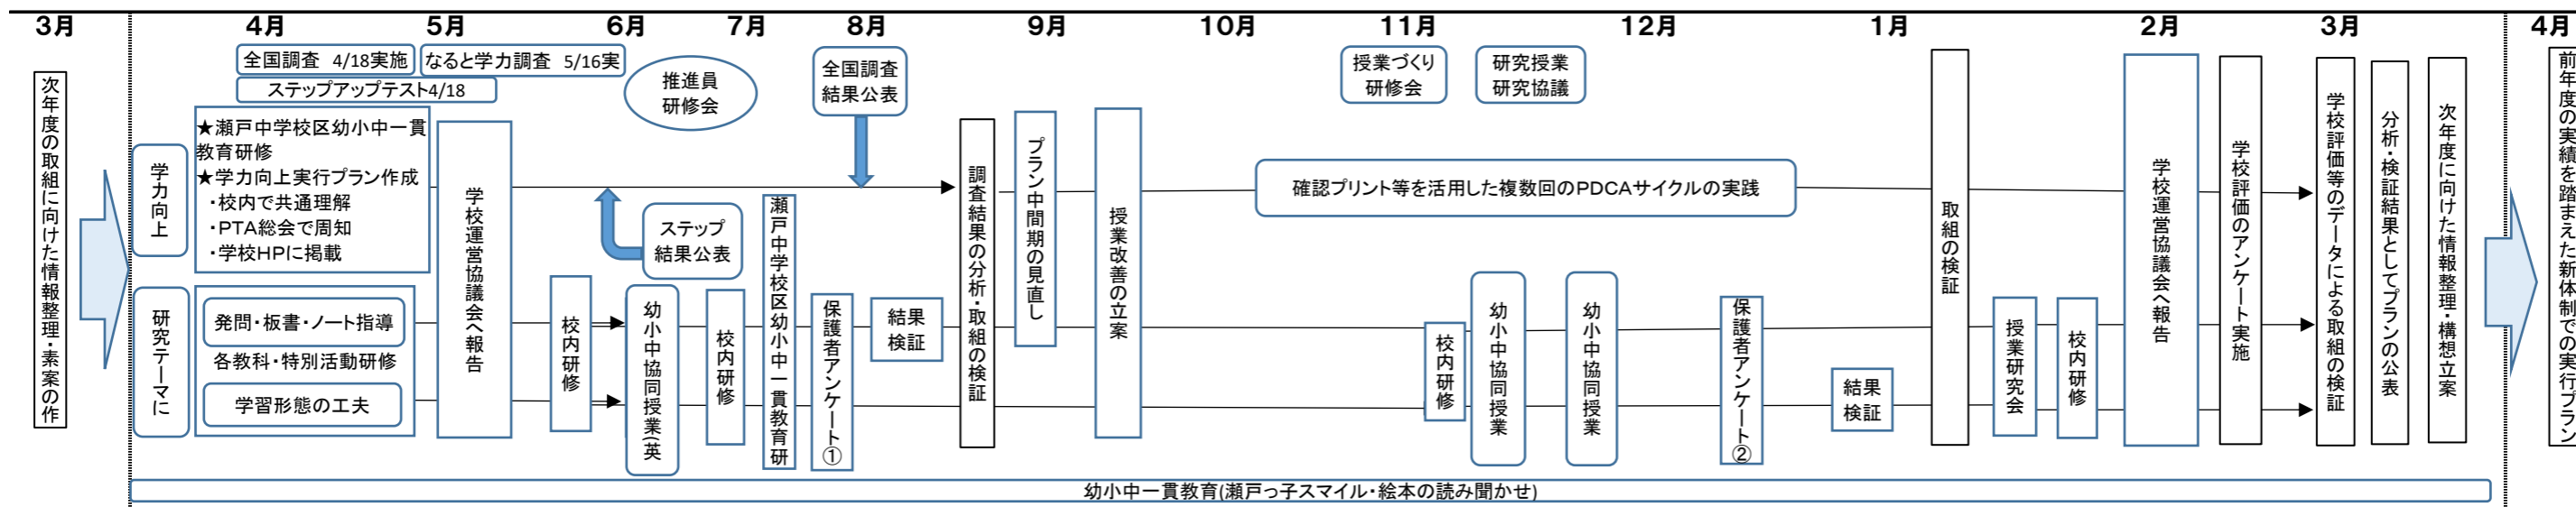 3月
4月
5月
6月
7月
8月
9月
10月
11月
12月
1月
2月
3月
4月
次年度の取組に向けた情報整理・素案の作
全国調査 4/18実施
なると学力調査 5/16実
ステップアップテスト4/18
推進員
研修会
全国調査
結果公表
授業づくり
研修会
研究授業
研究協議
学力向上
★瀬戸中学校区幼小中一貫
教育研修
★学力向上実行プラン作成
・校内で共通理解
・PTA総会で周知
・学校HPに掲載
研究テーマに
発問・板書・ノート指導
各教科・特別活動研修
学習形態の工夫
学校運営協議会へ報告
校内研修
ステップ
結果公表
幼小中協同授業(英
校内研修
瀬戸中学校区幼小中一貫教育研
保護者アンケート①
結果
検証
調査結果の分析・取組の検証
プラン中間期の見直し
授業改善の立案
確認プリント等を活用した複数回のPDCAサイクルの実践
校内研修
幼小中協同授業
幼小中協同授業
保護者アンケート②
結果
検証
取組の検証
授業研究会
校内研修
学校運営協議会へ報告
学校評価のアンケート実施
学校評価等のデータによる取組の検証
分析・検証結果としてプランの公表
次年度に向けた情報整理・構想立案
前年度の実績を踏まえた新体制での実行プラン
幼小中一貫教育(瀬戸っ子スマイル・絵本の読み聞かせ)